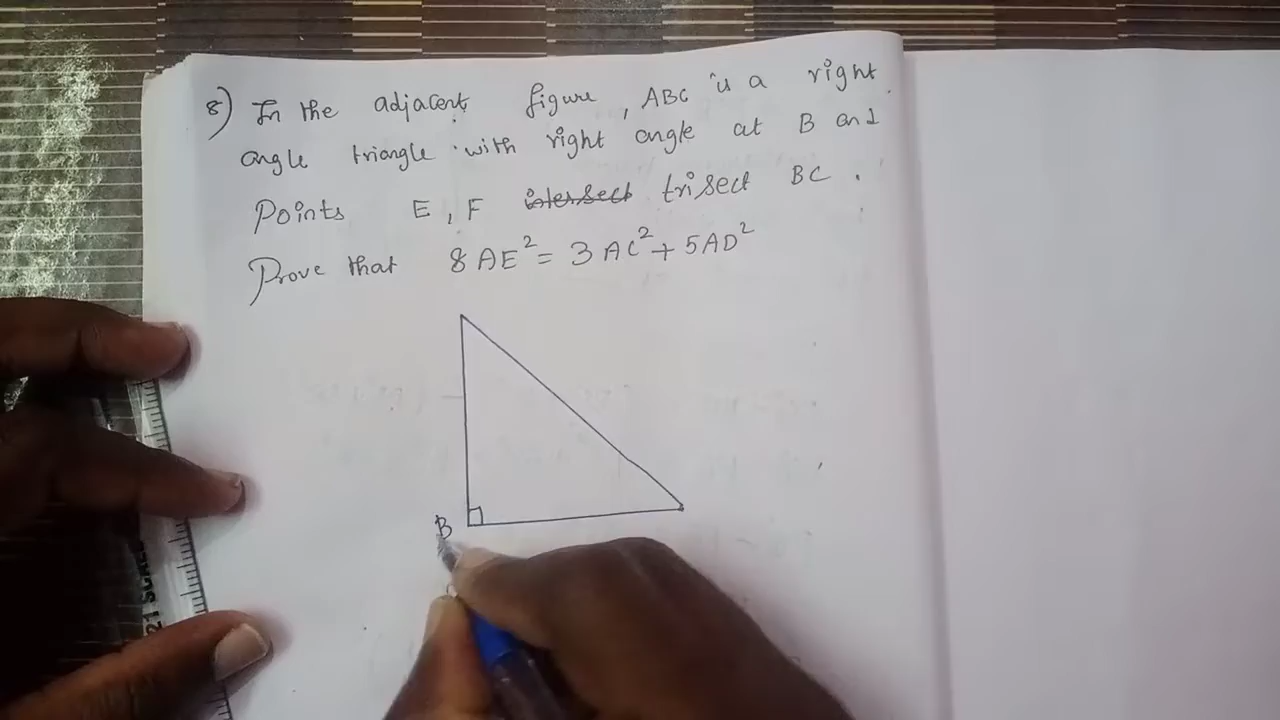 8) In the adjacent figure, ABC is a right
angle triangle with right angle at B and
Points E, F intersect trisect BC.
Prove that 8AE² = 3AC² + 5AD²
B